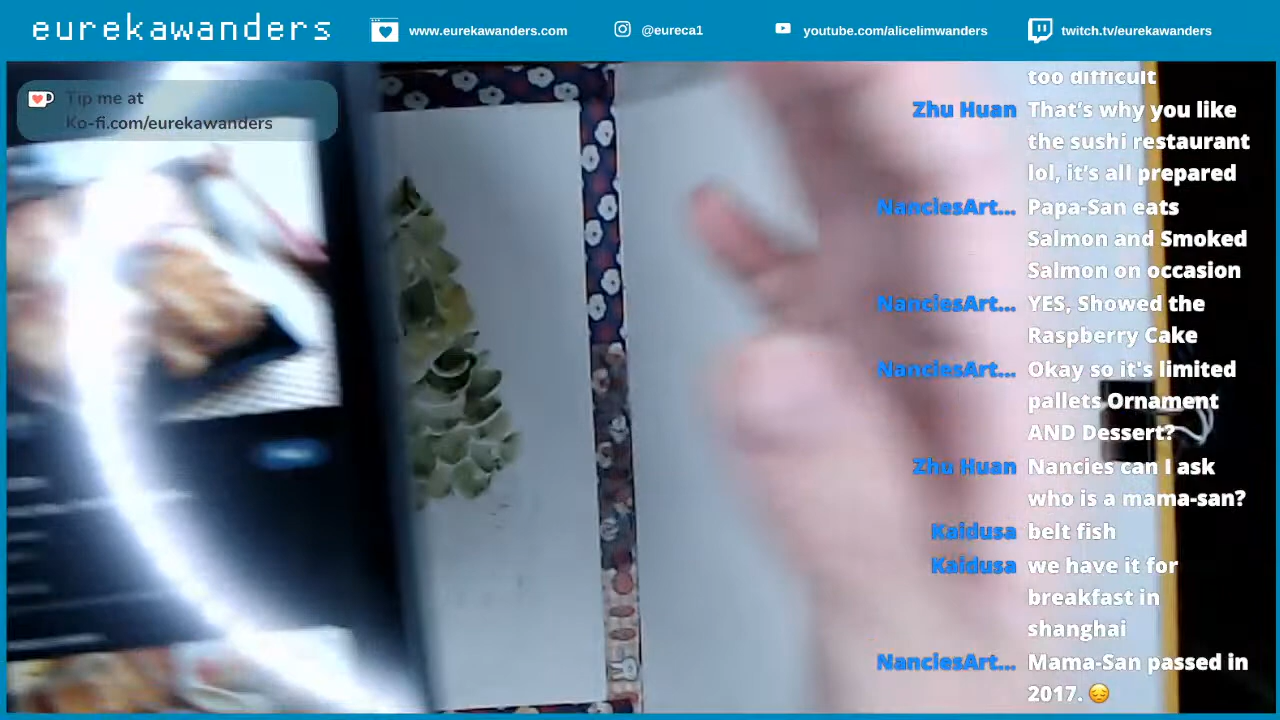 eurekawanders
www.eurekawanders.com
@eureca1
youtube.com/alicelimwanders
twitch.tv/eurekawanders
Tip me at
Ko-fi.com/eurekawanders
too difficult
Zhu Huan That's why you like
the sushi restaurant
lol, it's all prepared
NanciesArt... Papa-San eats
Salmon and Smoked
Salmon on occasion
NanciesArt... YES, Showed the
Raspberry Cake
NanciesArt... Okay so it's limited
pallets Ornament
AND Dessert?
Zhu Huan Nancies can I ask
who is a mama-san?
Kaidusa belt fish
Kaidusa we have it for
breakfast in
shanghai
NanciesArt... Mama-San passed in
2017. 😔